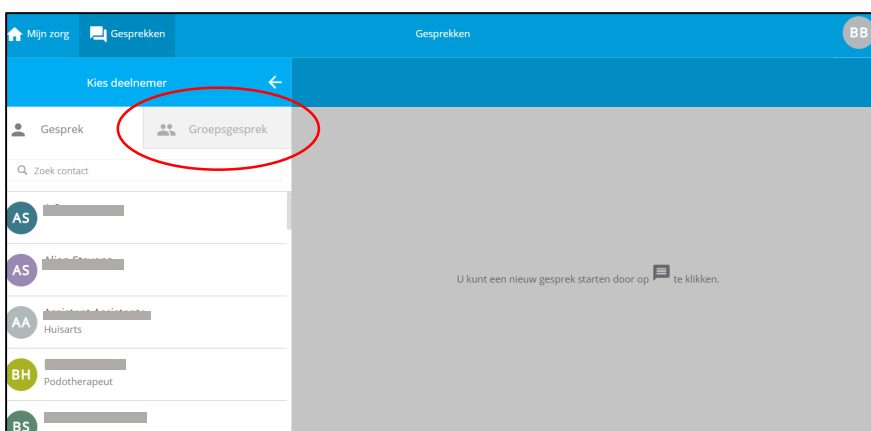 Mijn zorg Gesprekken Gesprekken BB
Kies deelnemer
Gesprek Groepsgesprek
Zoek contact
AS
AS
AA
Huisarts
BH
Podotherapeut
BS
U kunt een nieuw gesprek starten door op te klikken.